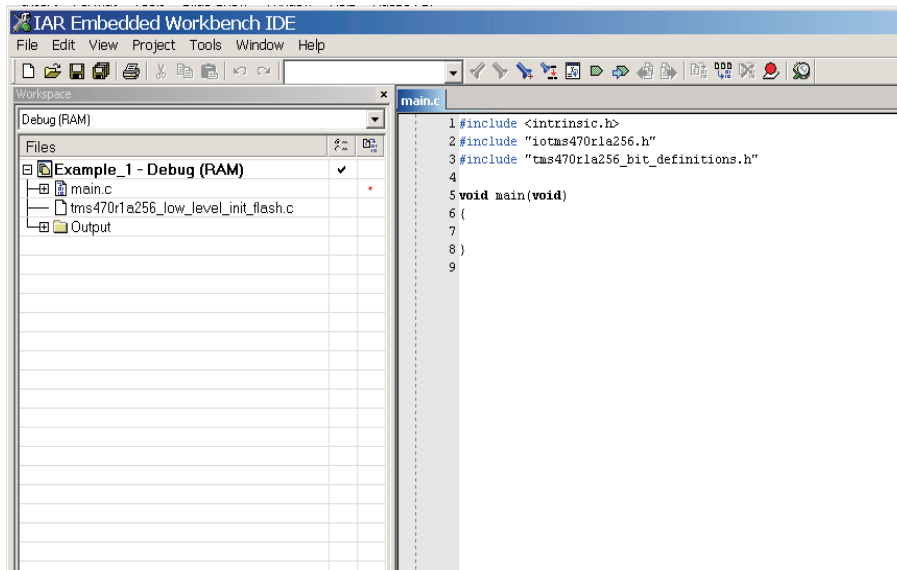 IAR Embedded Workbench IDE
File Edit View Project Tools Window Help
Workspace
Debug (RAM)
Files
Example_1 - Debug (RAM)
main.c
tms470r1a256_low_level_init_flash.c
Output
main.c
1 #include <intrinsic.h>
2 #include "iotms470r1a256.h"
3 #include "tms470r1a256_bit_definitions.h"
4
5 void main(void)
6 {
7
8 }
9